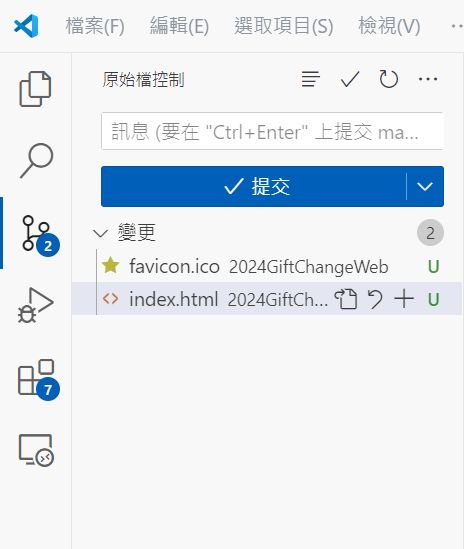 檔案(F) 編輯(E) 選取項目(S) 檢視(V) ···
原始檔控制
訊息 (要在 "Ctrl+Enter" 上提交 ma...
提交
變更 2
favicon.ico 2024GiftChangeWeb U
index.html 2024GiftCh... U
2
7